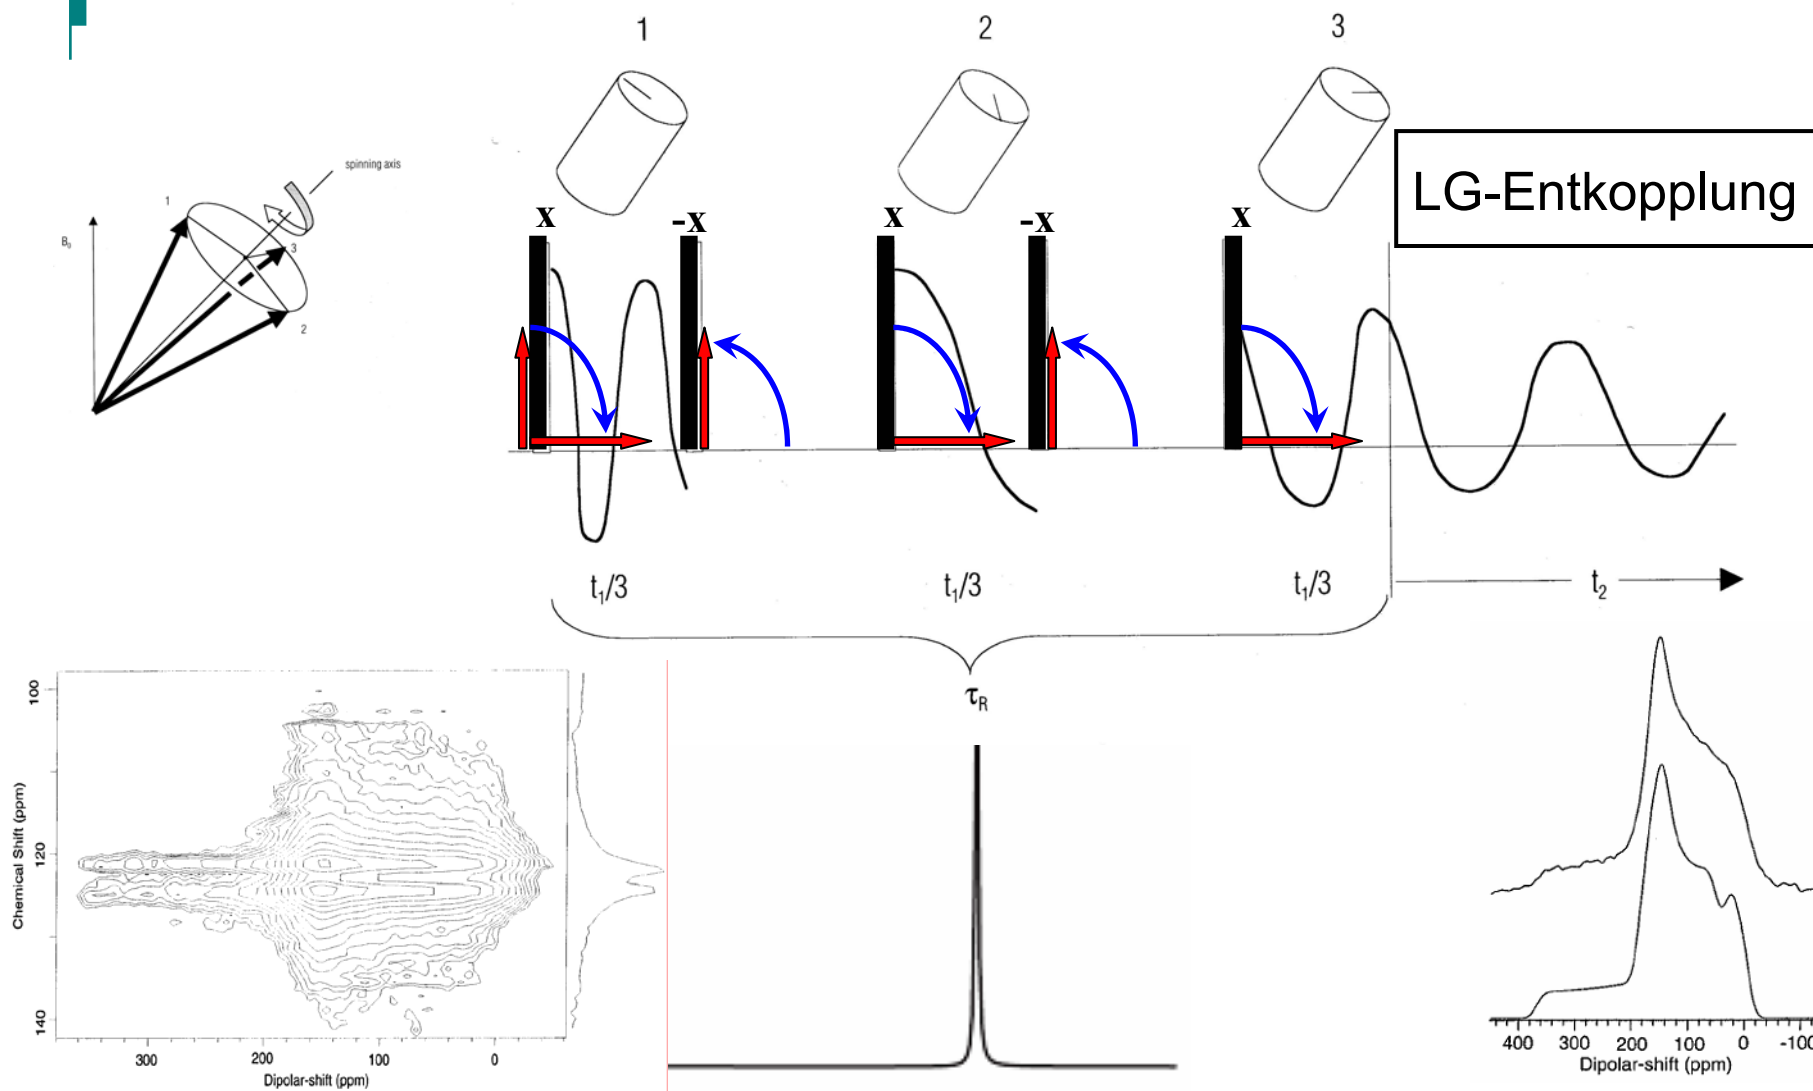 1
2
3
spinning axis
1
B₀
3
2
x
-x
x
-x
x
LG-Entkopplung
t₁/3
t₁/3
t₁/3
t₂
τR
Chemical Shift (ppm)
100
120
140
300
200
100
0
Dipolar-shift (ppm)
400
300
200
100
0
-100
Dipolar-shift (ppm)